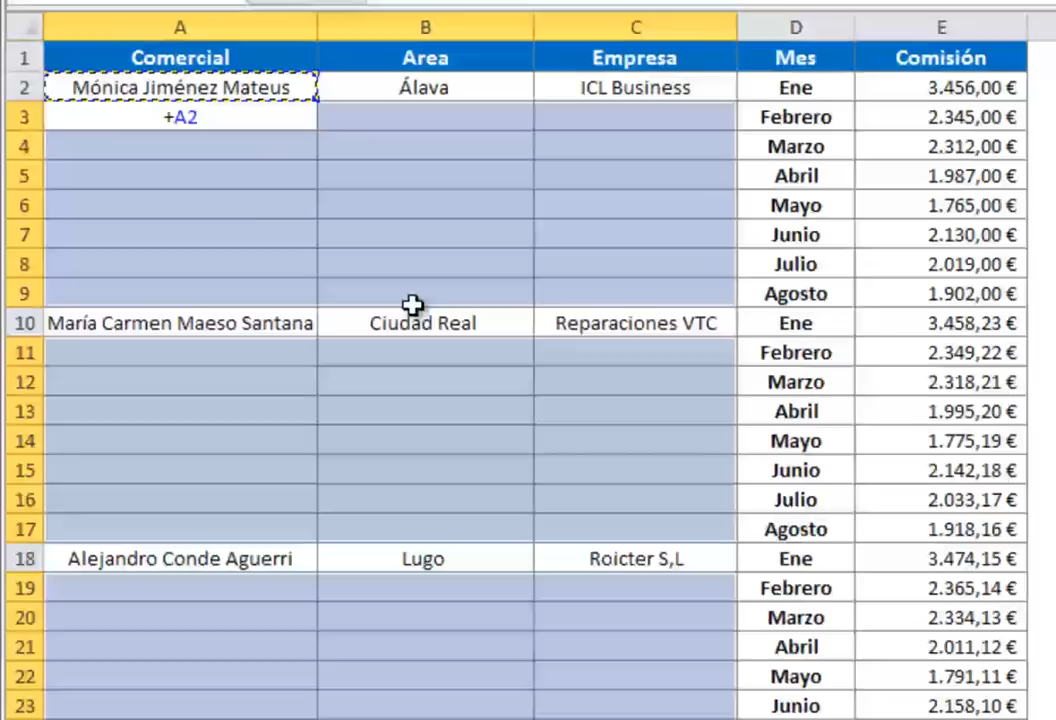 A B C D E
1 Comercial Area Empresa Mes Comisión
2 Mónica Jiménez Mateus Álava ICL Business Ene 3.456,00 €
3 +A2 Febrero 2.345,00 €
4 Marzo 2.312,00 €
5 Abril 1.987,00 €
6 Mayo 1.765,00 €
7 Junio 2.130,00 €
8 Julio 2.019,00 €
9 Agosto 1.902,00 €
10 María Carmen Maeso Santana Ciudad Real Reparaciones VTC Ene 3.458,23 €
11 Febrero 2.349,22 €
12 Marzo 2.318,21 €
13 Abril 1.995,20 €
14 Mayo 1.775,19 €
15 Junio 2.142,18 €
16 Julio 2.033,17 €
17 Agosto 1.918,16 €
18 Alejandro Conde Aguerri Lugo Roicter S,L Ene 3.474,15 €
19 Febrero 2.365,14 €
20 Marzo 2.334,13 €
21 Abril 2.011,12 €
22 Mayo 1.791,11 €
23 Junio 2.158,10 €